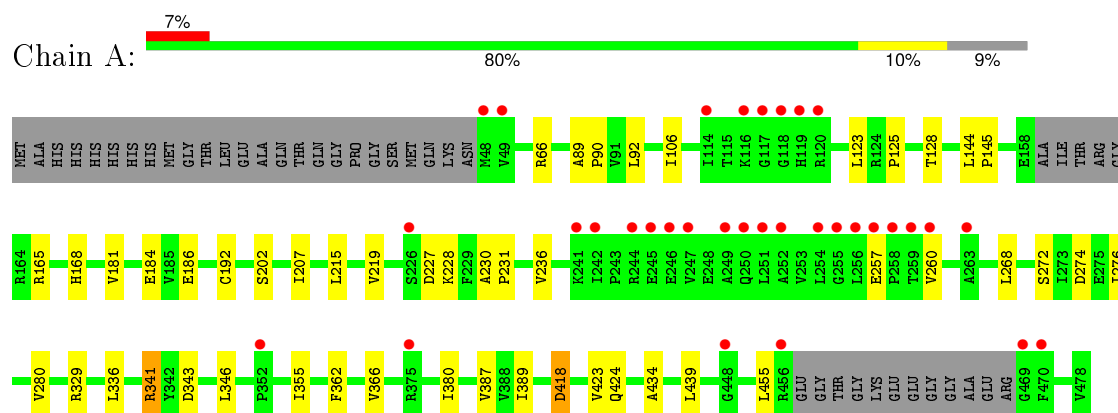 7%
Chain A:
80% 10% 9%
MET ALA HIS HIS HIS HIS HIS HIS MET GLY THR LEU GLU ALA GLN THR GLN GLY PRO GLY SER MET GLN LYS ASN M48 V49 R66 A89 P90 V91 L92 I106 I114 T115 K116 G117 G118 H119 R120 L123 R124 P125 T128 L144 P145 E158 ALA ILE THR ARG GLY
R164 R165 H168 V181 E184 V185 E186 C192 S202 I207 L215 V219 S226 D227 K228 F229 A230 P231 V236 K241 I242 P243 R244 E245 E246 V247 E248 A249 Q250 L251 A252 V253 L254 G255 L256 E257 P258 T259 V260 A263 L268 S272 I273 D274 E275
V280 R329 L336 R341 Y342 D343 L346 P352 I355 F362 V366 R375 I380 V387 V388 I389 D418 V423 Q424 A434 L439 G448 L455 R456 GLU GLY THR GLY LYS GLU GLU GLY GLY ALA GLU ARG G469 F470 V478